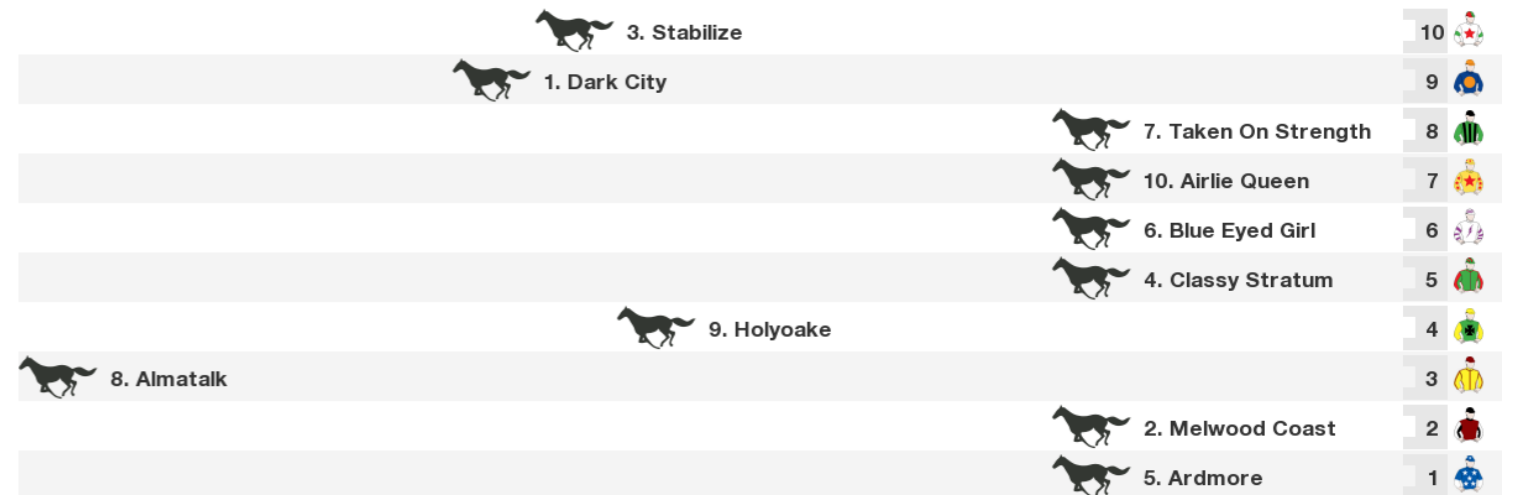 3. Stabilize 10
1. Dark City 9
7. Taken On Strength 8
10. Airlie Queen 7
6. Blue Eyed Girl 6
4. Classy Stratum 5
9. Holyoake 4
8. Almatalk 3
2. Melwood Coast 2
5. Ardmore 1